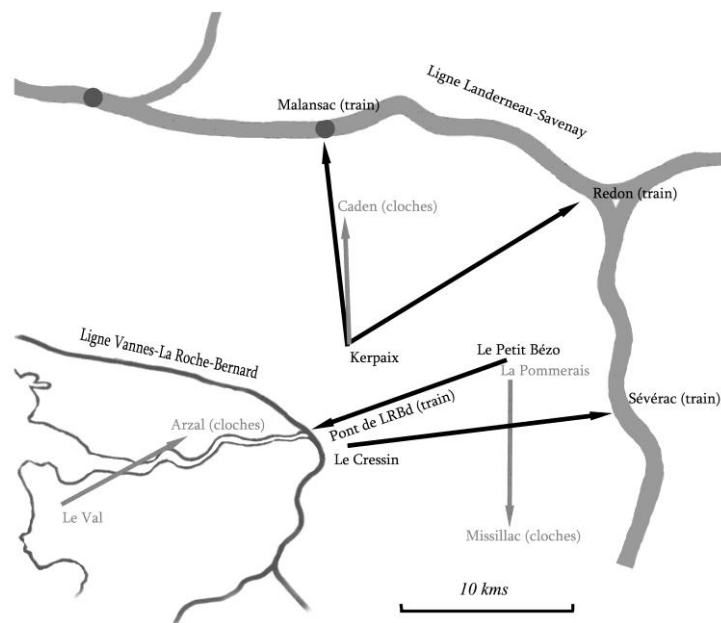 Ligne Landerneau-Savenay
Malansac (train)
Redon (train)
Caden (cloches)
Ligne Vannes-La Roche-Bernard
Kerpaix
Le Petit Bézo
La Pommerais
Pont de LRBd (train)
Sévérac (train)
Arzal (cloches)
Le Cressin
Le Val
Missillac (cloches)
10 kms